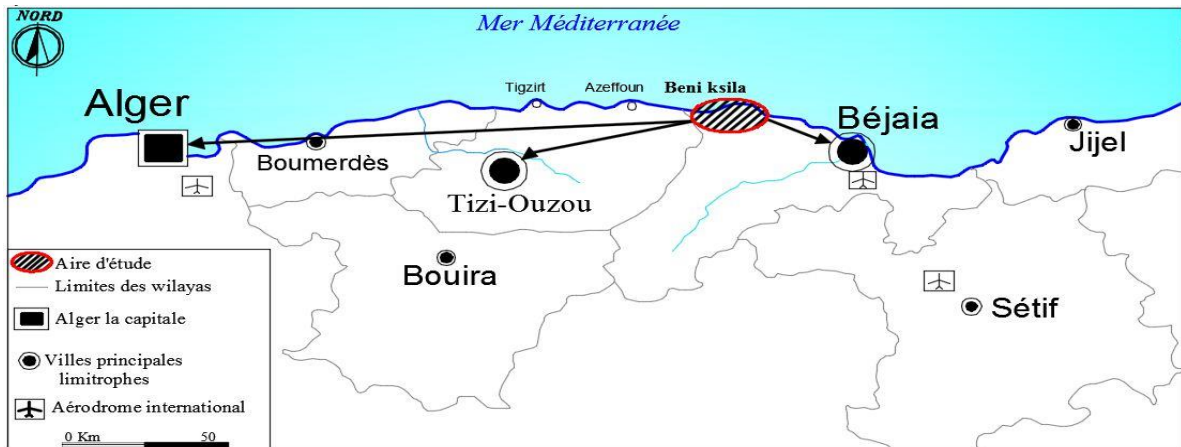 NORD
Mer Méditerranée
Tigzirt
Azeffoun
Beni ksila
Alger
Béjaia
Jijel
Boumerdès
Tizi-Ouzou
Bouira
Sétif
Aire d'étude
Limites des wilayas
Alger la capitale
Villes principales
limitrophes
Aérodrome international
0 Km 50